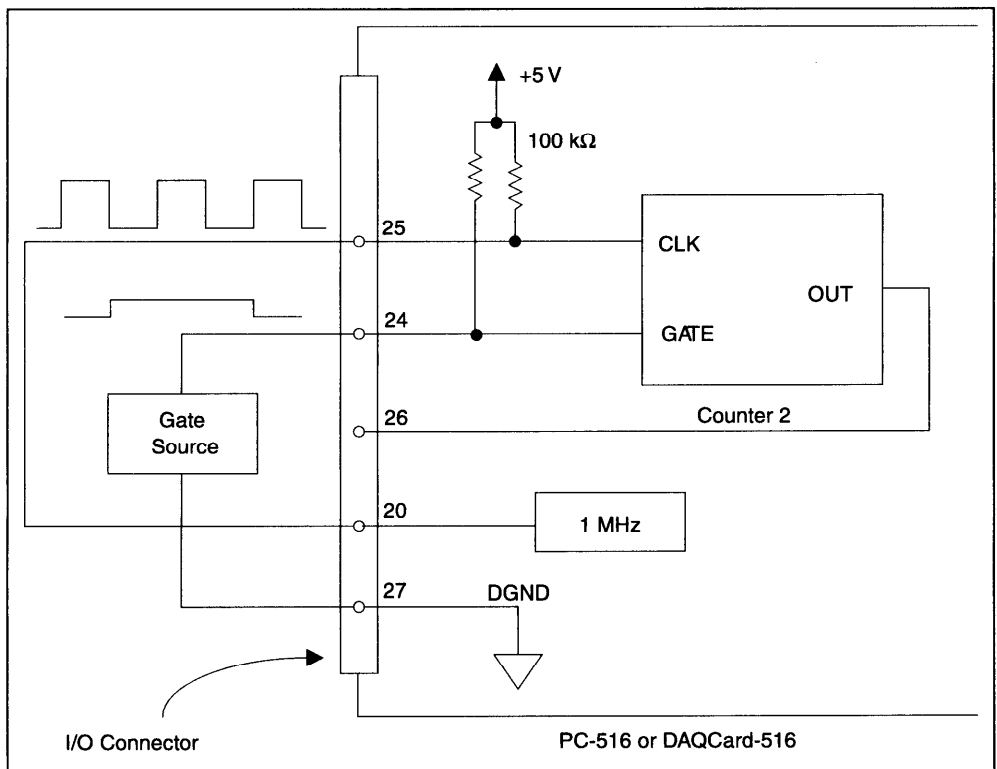 +5 V
100 kΩ
25
CLK
OUT
24
GATE
Gate
Source
26
Counter 2
20
1 MHz
27
DGND
I/O Connector
PC-516 or DAQCard-516